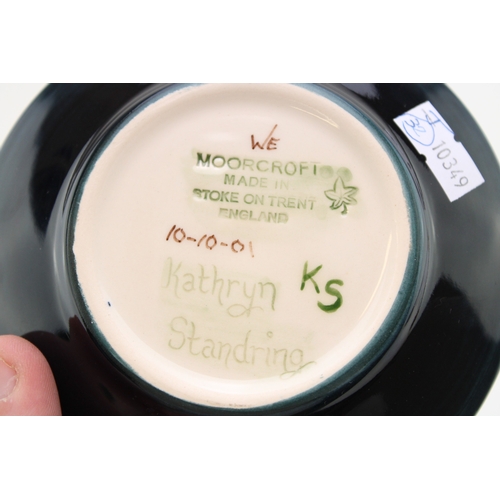 WE
MOORCROFT
MADE IN
STOKE ON TRENT
ENGLAND
10-10-01
Kathryn
KS
Standring
10349